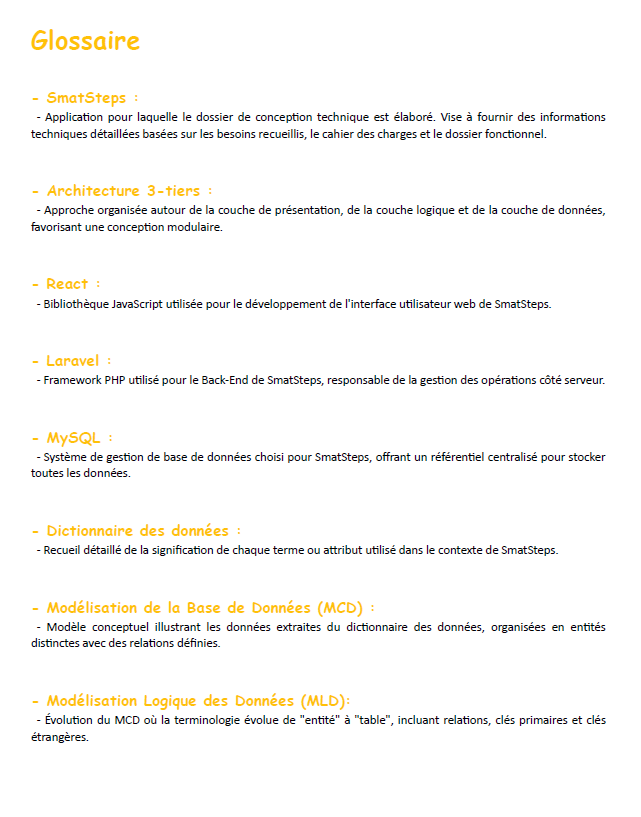 Glossaire
- SmatSteps :
- Application pour laquelle le dossier de conception technique est élaboré. Vise à fournir des informations
techniques détaillées basées sur les besoins recueillis, le cahier des charges et le dossier fonctionnel.
- Architecture 3-tiers :
- Approche organisée autour de la couche de présentation, de la couche logique et de la couche de données,
favorisant une conception modulaire.
- React :
- Bibliothèque JavaScript utilisée pour le développement de l'interface utilisateur web de SmatSteps.
- Laravel :
- Framework PHP utilisé pour le Back-End de SmatSteps, responsable de la gestion des opérations côté serveur.
- MySQL :
- Système de gestion de base de données choisi pour SmatSteps, offrant un référentiel centralisé pour stocker
toutes les données.
- Dictionnaire des données :
- Recueil détaillé de la signification de chaque terme ou attribut utilisé dans le contexte de SmatSteps.
- Modélisation de la Base de Données (MCD) :
- Modèle conceptuel illustrant les données extraites du dictionnaire des données, organisées en entités
distinctes avec des relations définies.
- Modélisation Logique des Données (MLD):
- Évolution du MCD où la terminologie évolue de "entité" à "table", incluant relations, clés primaires et clés
étrangères.